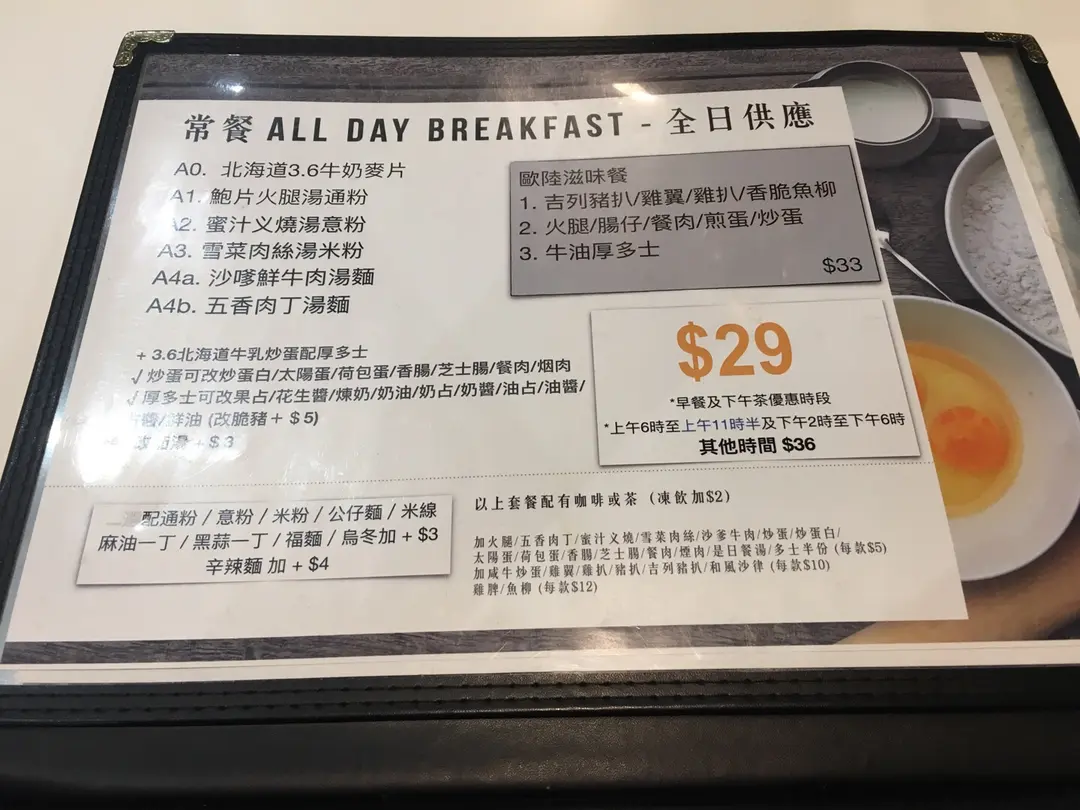 常餐 ALL DAY BREAKFAST - 全日供應
A0. 北海道3.6牛奶麥片
A1. 鮑片火腿湯通粉
A2. 蜜汁义燒湯意粉
A3. 雪菜肉絲湯米粉
A4a. 沙嗲鮮牛肉湯麵
A4b. 五香肉丁湯麵
+ 3.6北海道牛乳炒蛋配厚多士
√ 炒蛋可改炒蛋白/太陽蛋/荷包蛋/香腸/芝士腸/餐肉/烟肉
√ 厚多士可改果占/花生醬/煉奶/奶油/奶占/奶醬/油占/油醬/
醬/鮮油 (改脆豬 + $5)
+ $3
歐陸滋味餐
1. 吉列豬扒/雞翼/雞扒/香脆魚柳
2. 火腿/腸仔/餐肉/煎蛋/炒蛋
3. 牛油厚多士
$33
$29
*早餐及下午茶優惠時段
*上午6時至上午11時半及下午2時至下午6時
其他時間 $36
配通粉 / 意粉 / 米粉 / 公仔麵 / 米線
麻油一丁 / 黑蒜一丁 / 福麵 / 烏冬加 + $3
辛辣麵 加 + $4
以上套餐配有咖啡或茶 (凍飲加$2)
加火腿/五香肉丁/蜜汁义燒/雪菜肉絲/沙爹牛肉/炒蛋/炒蛋白/
太陽蛋/荷包蛋/香腸/芝士腸/餐肉/煙肉/是日餐湯/多士半份 (每款$5)
加咸牛炒蛋/雞翼/雞扒/豬扒/吉列豬扒/和風沙律 (每款$10)
雞脾/魚柳 (每款$12)